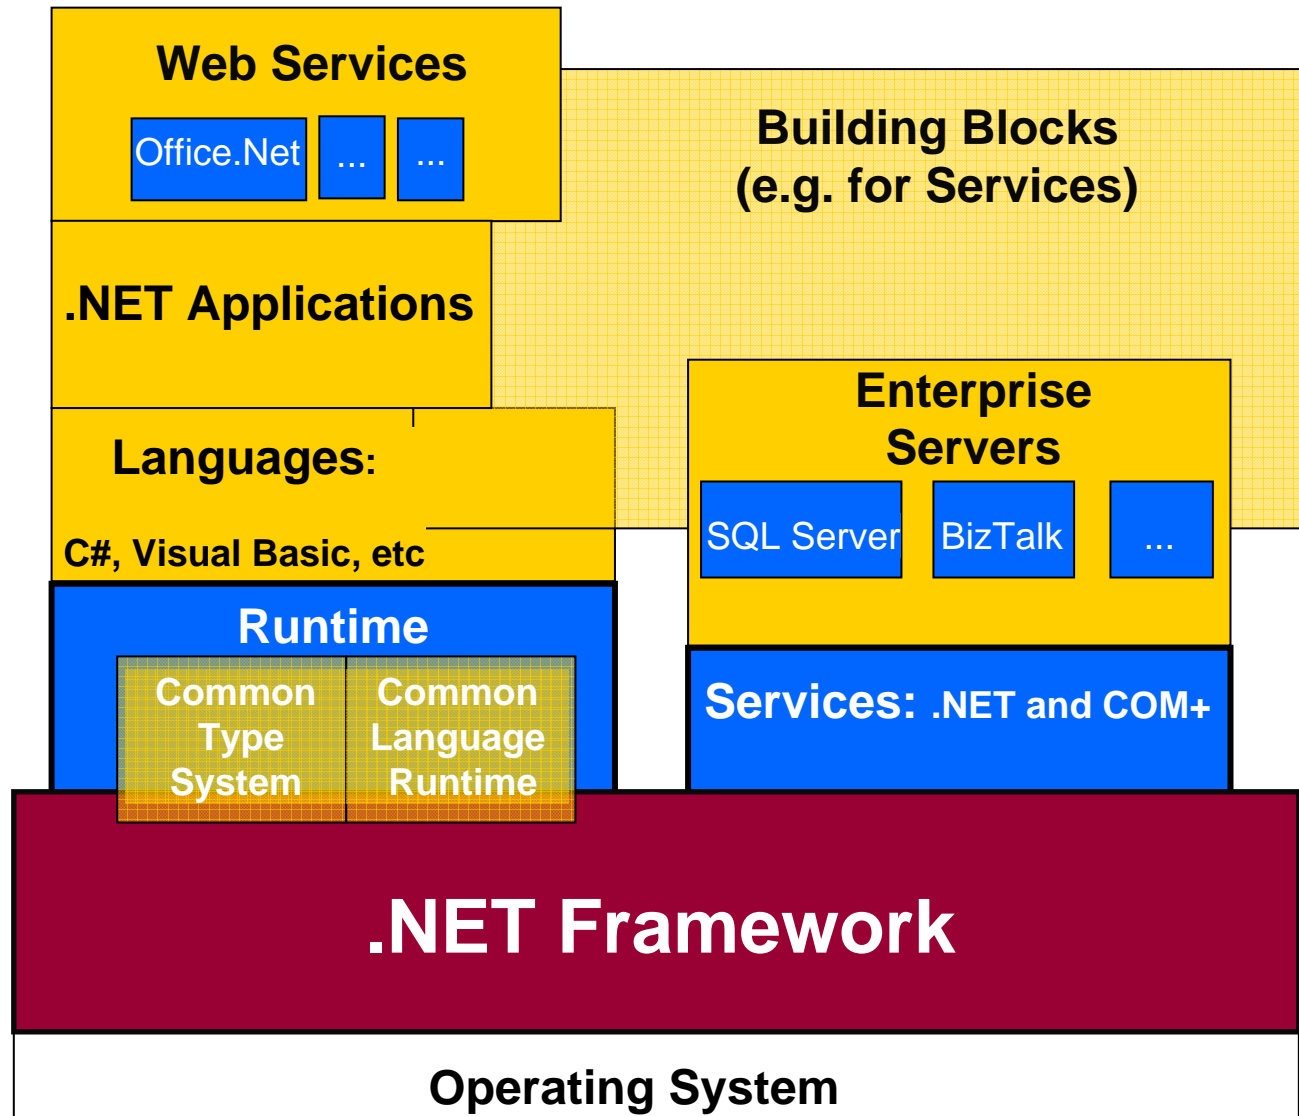 Web Services
Office.Net
...
...
Building Blocks
(e.g. for Services)
.NET Applications
Enterprise
Servers
SQL Server
BizTalk
...
Languages:
C#, Visual Basic, etc
Runtime
Common
Type
System
Common
Language
Runtime
Services: .NET and COM+
.NET Framework
Operating System